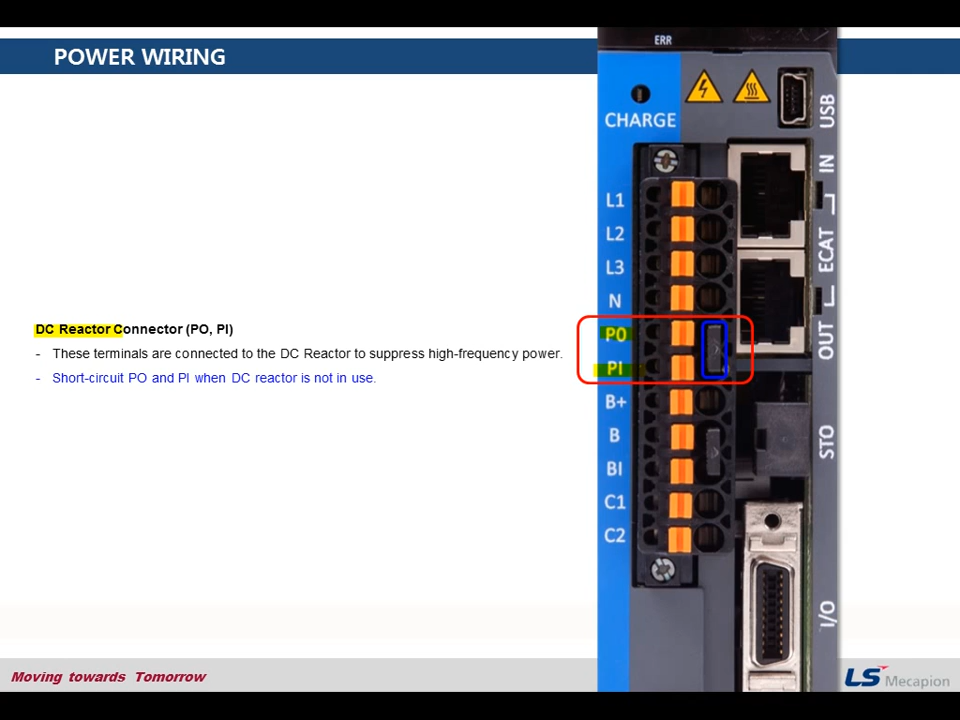 POWER WIRING
ERR
CHARGE
USB
IN
ECAT
OUT
STO
I/O
L1
L2
L3
N
PO
PI
B+
B
BI
C1
C2
DC Reactor Connector (PO, PI)
- These terminals are connected to the DC Reactor to suppress high-frequency power.
- Short-circuit PO and PI when DC reactor is not in use.
Moving towards Tomorrow
LS Mecapion